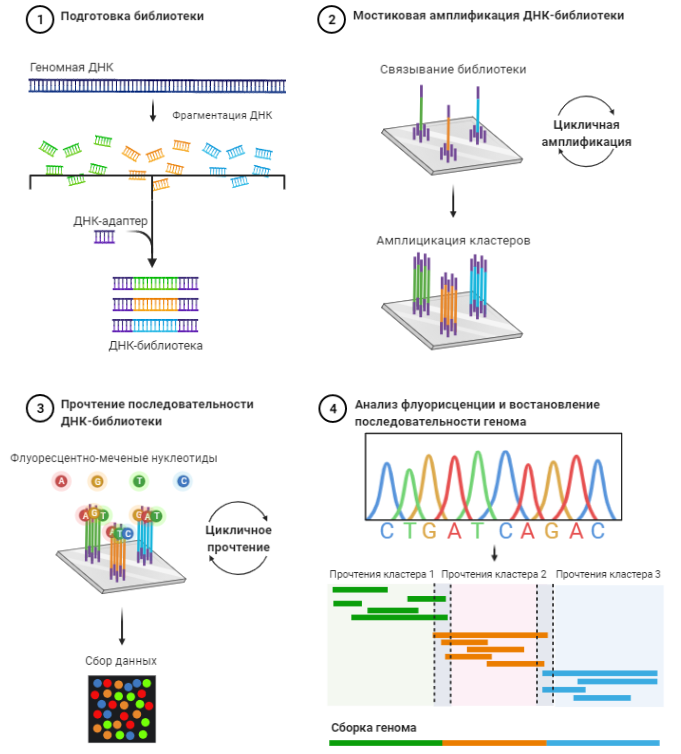 1 Подготовка библиотеки
Геномная ДНК
Фрагментация ДНК
ДНК-адаптер
ДНК-библиотека
2 Мостиковая амплификация ДНК-библиотеки
Связывание библиотеки
Цикличная
амплификация
Амплицикация кластеров
3 Прочтение последовательности
ДНК-библиотеки
Флуоресцентно-меченые нуклеотиды
A G T C
A G T
A T C
G A T
Цикличное
прочтение
Сбор данных
4 Анализ флуорисценции и востановление
последовательности генома
C T G A T C A G A C
Прочтения кластера 1 Прочтения кластера 2 Прочтения кластера 3
Сборка генома